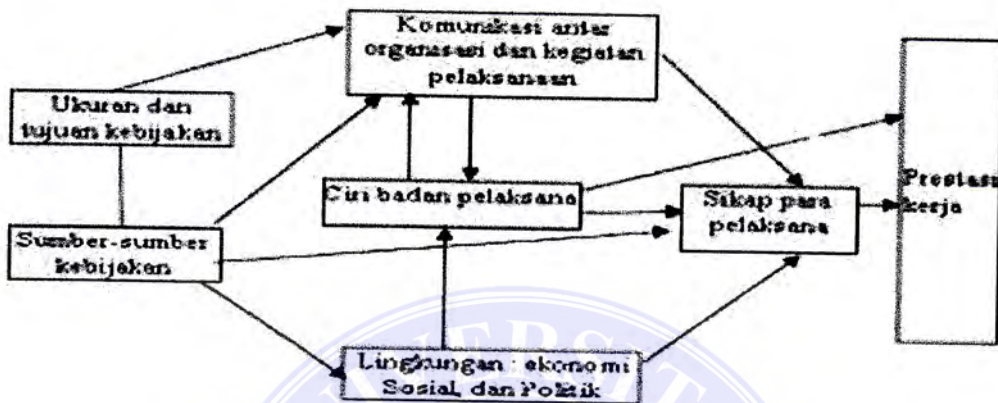 Komunikasi antar
organisasi dan kegiatan
pelaksanaan
Ukuran dan
tujuan kebijakan
Ciri badan pelaksana
Sikap para
pelaksana
Prestasi
kerja
Sumber-sumber
kebijakan
Lingkungan : ekonomi
Sosial, dan Politik